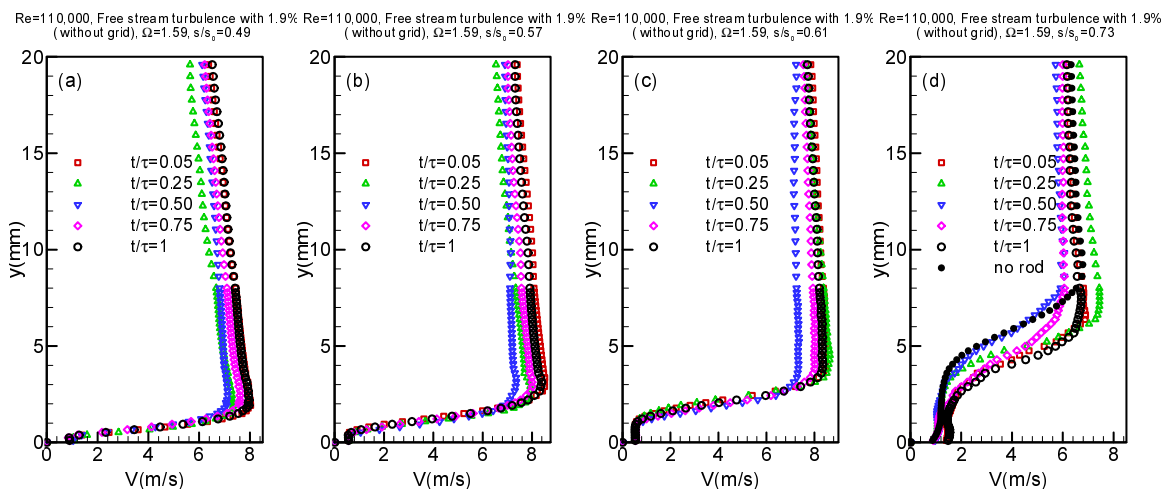 Re=110,000, Free stream turbulence with 1.9%
( without grid), Ω=1.59, s/s₀=0.49
(a)
20
15
10
5
0
y(mm)
t/τ=0.05
t/τ=0.25
t/τ=0.50
t/τ=0.75
t/τ=1
0 2 4 6 8
V(m/s)
Re=110,000, Free stream turbulence with 1.9%
( without grid), Ω=1.59, s/s₀=0.57
(b)
20
15
10
5
0
y(mm)
t/τ=0.05
t/τ=0.25
t/τ=0.50
t/τ=0.75
t/τ=1
0 2 4 6 8
V(m/s)
Re=110,000, Free stream turbulence with 1.9%
( without grid), Ω=1.59, s/s₀=0.61
(c)
20
15
10
5
0
y(mm)
t/τ=0.05
t/τ=0.25
t/τ=0.50
t/τ=0.75
t/τ=1
0 2 4 6 8
V(m/s)
Re=110,000, Free stream turbulence with 1.9%
( without grid), Ω=1.59, s/s₀=0.73
(d)
20
15
10
5
0
y(mm)
t/τ=0.05
t/τ=0.25
t/τ=0.50
t/τ=0.75
t/τ=1
no rod
0 2 4 6 8
V(m/s)